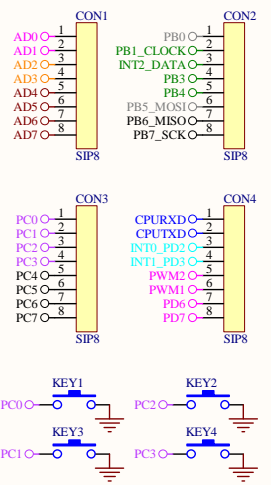 CON1
AD0 1
AD1 2
AD2 3
AD3 4
AD4 5
AD5 6
AD6 7
AD7 8
SIP8
CON2
PB0 1
PB1_CLOCK 2
INT2_DATA 3
PB3 4
PB4 5
PB5_MOSI 6
PB6_MISO 7
PB7_SCK 8
SIP8
CON3
PC0 1
PC1 2
PC2 3
PC3 4
PC4 5
PC5 6
PC6 7
PC7 8
SIP8
CON4
CPURXD 1
CPUTXD 2
INT0_PD2 3
INT1_PD3 4
PWM2 5
PWM1 6
PD6 7
PD7 8
SIP8
KEY1
PC0
KEY2
PC2
KEY3
PC1
KEY4
PC3